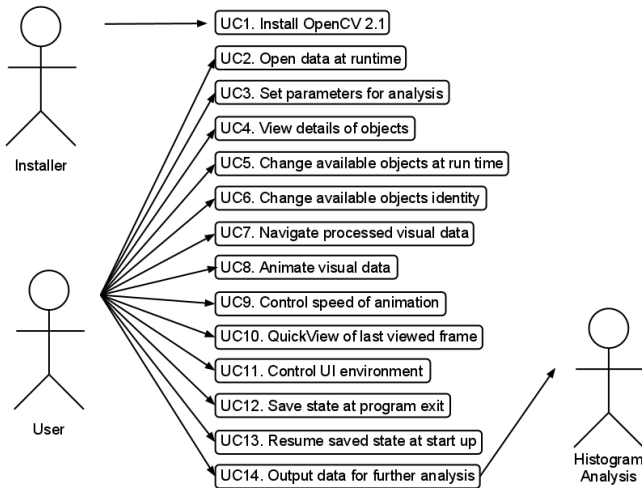 UC1. Install OpenCV 2.1
UC2. Open data at runtime
UC3. Set parameters for analysis
UC4. View details of objects
Installer
UC5. Change available objects at run time
UC6. Change available objects identity
UC7. Navigate processed visual data
UC8. Animate visual data
UC9. Control speed of animation
UC10. QuickView of last viewed frame
UC11. Control UI environment
UC12. Save state at program exit
User
UC13. Resume saved state at start up
UC14. Output data for further analysis
Histogram
Analysis